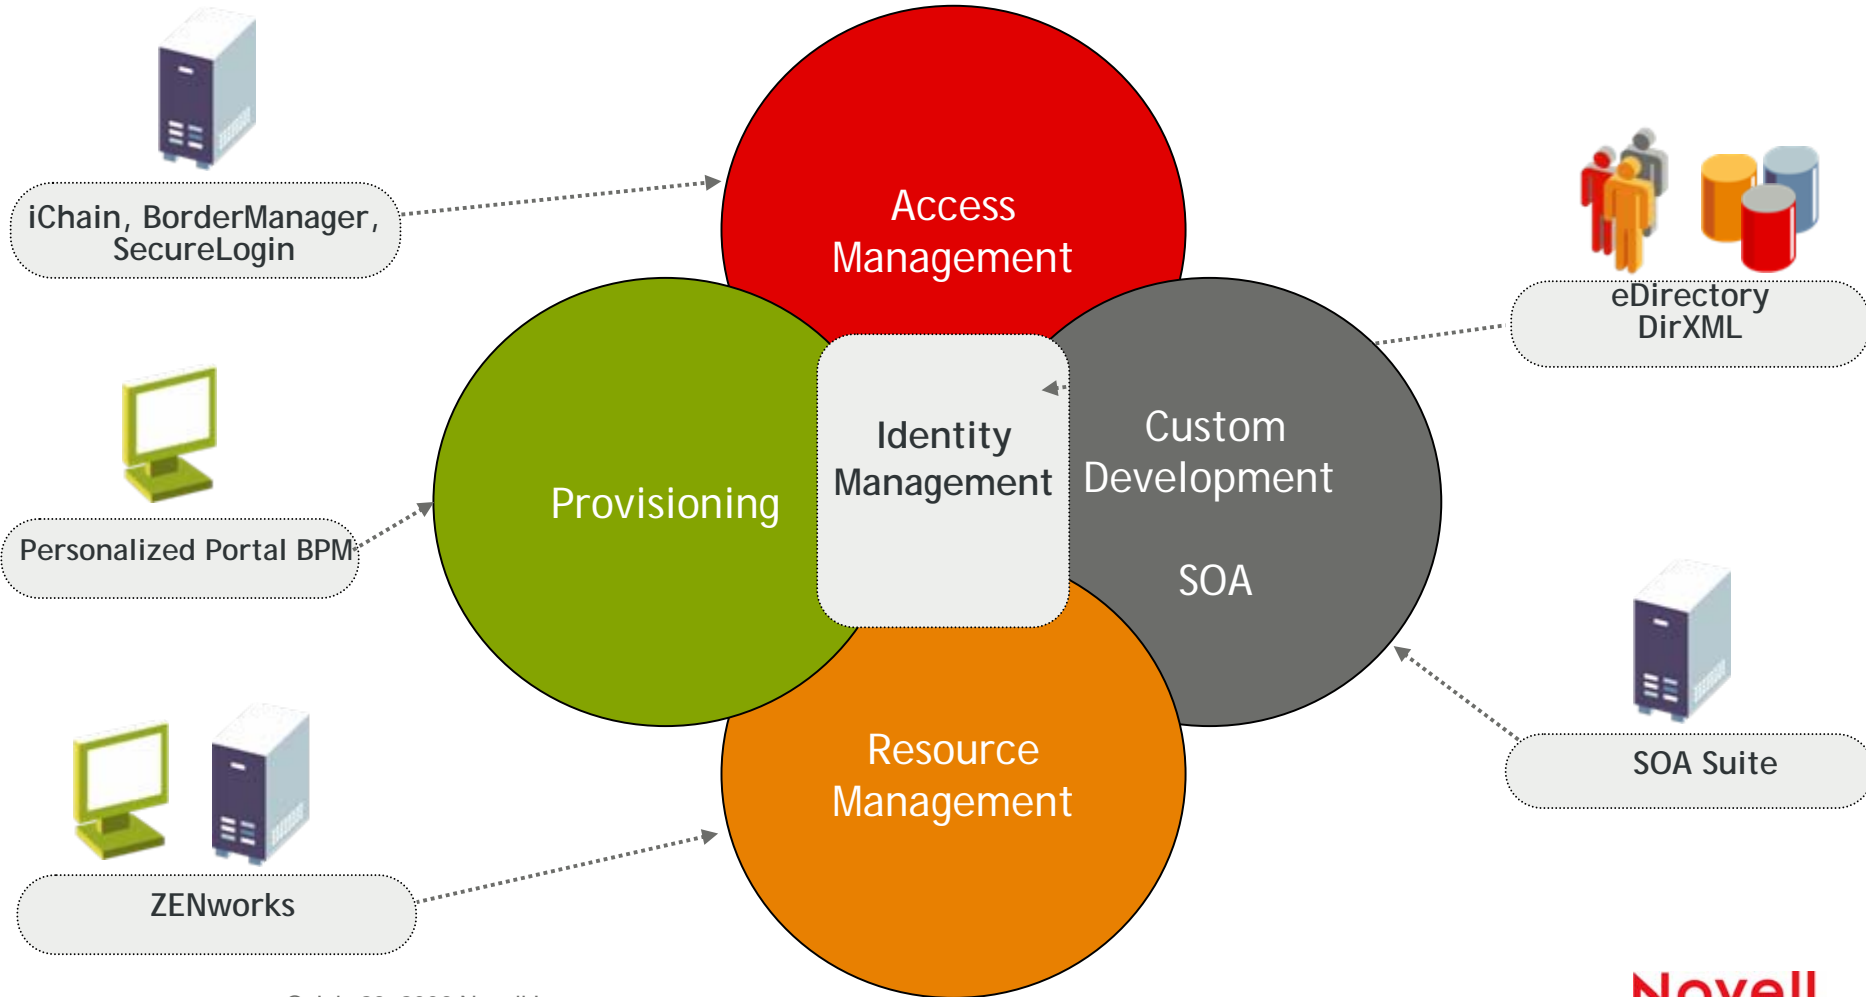 iChain, BorderManager,
SecureLogin
Access
Management
eDirectory
DirXML
Personalized Portal BPM
Provisioning
Identity
Management
Custom
Development
SOA
SOA Suite
ZENworks
Resource
Management
Novell